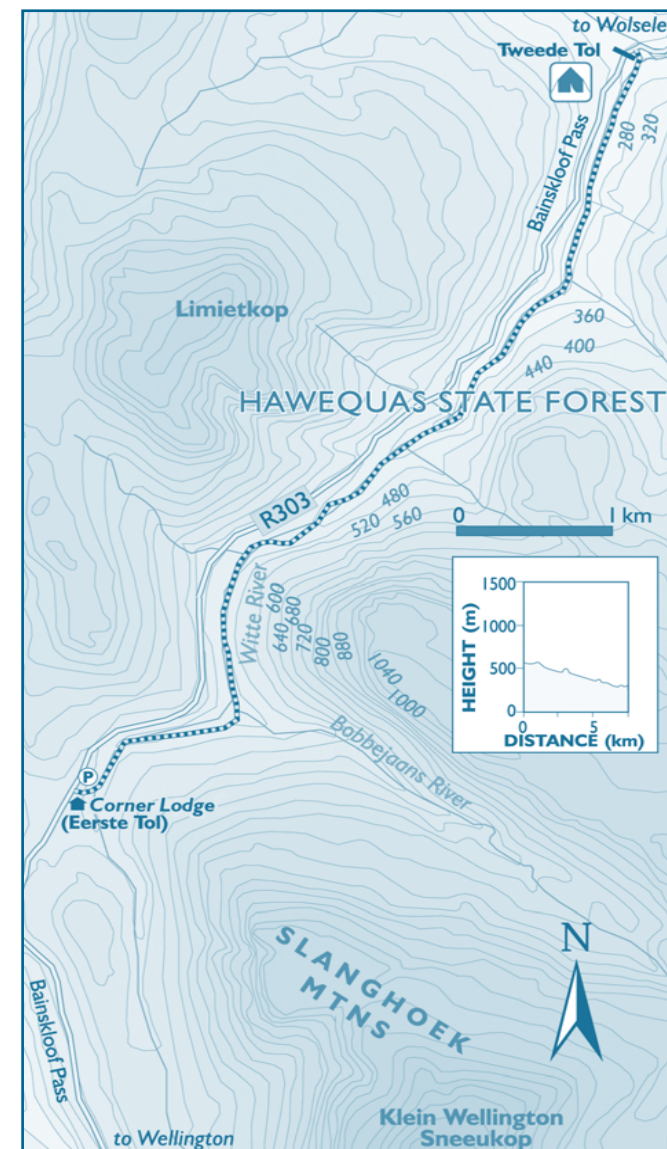 to Wolsele
Tweede Tol
Bainskloof Pass
280
320
Limietkop
360
400
440
HAWEQUAS STATE FOREST
R303
480
520
560
0
1 km
Witte River
600
640
680
720
800
880
1040
1000
HEIGHT (m)
1500
1000
500
0
0
5
DISTANCE (km)
Bobbejaans River
P
Corner Lodge
(Eerste Tol)
SLANGHOEK
MTNS
N
Bainskloof Pass
to Wellington
Klein Wellington
Sneeukop